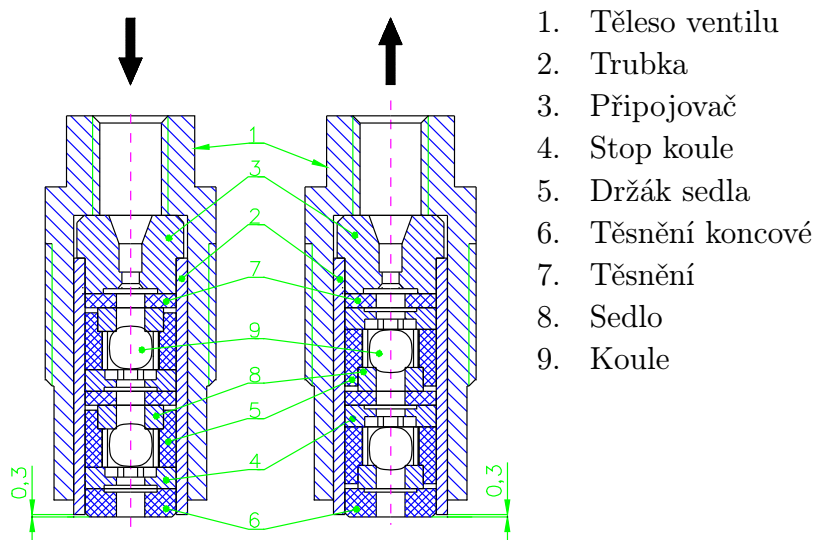 1. Těleso ventilu
2. Trubka
3. Připojovač
4. Stop koule
5. Držák sedla
6. Těsnění koncové
7. Těsnění
8. Sedlo
9. Koule
1
3
2
7
9
8
5
4
6
0,3
0,3